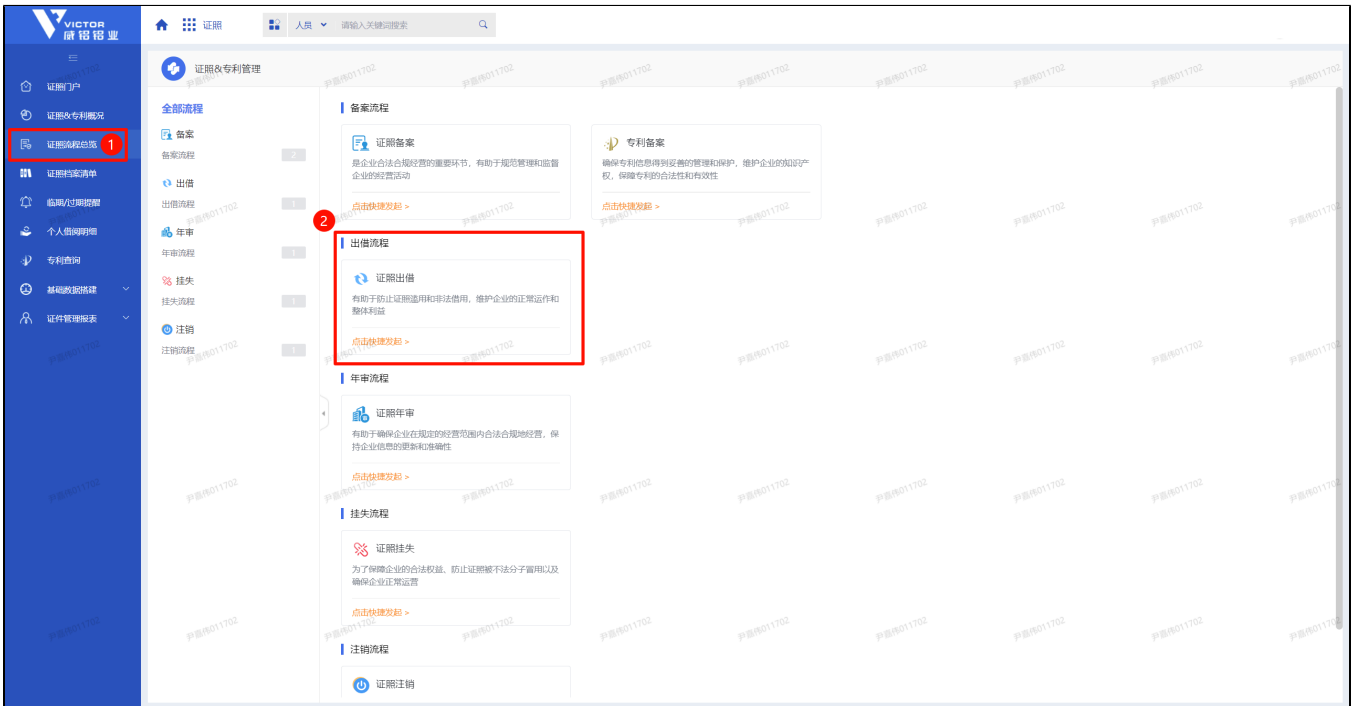 VICTOR
威铝铝业
证照
人员
请输入关键词搜索
证照门户
证照&专利概况
证照流程总览
1
证照档案清单
临期/过期提醒
个人借阅明细
专利查询
基础数据搭建
证件管理报表
证照&专利管理
全部流程
备案
备案流程
2
出借
出借流程
1
年审
年审流程
1
挂失
挂失流程
1
注销
注销流程
1
备案流程
证照备案
是企业合法合规经营的重要环节，有助于规范管理和监督
企业的经营活动
点击快捷发起 >
专利备案
确保专利信息得到妥善的管理和保护，维护企业的知识产
权，保障专利的合法性和有效性
点击快捷发起 >
2
出借流程
证照出借
有助于防止证照滥用和非法借用，维护企业的正常运作和
整体利益
点击快捷发起 >
年审流程
证照年审
有助于确保企业在规定的经营范围内合法合规地经营，保
持企业信息的更新和准确性
点击快捷发起 >
挂失流程
证照挂失
为了保障企业的合法权益，防止证照被不法分子冒用以及
确保企业正常运营
点击快捷发起 >
注销流程
证照注销
尹嘉伟011702